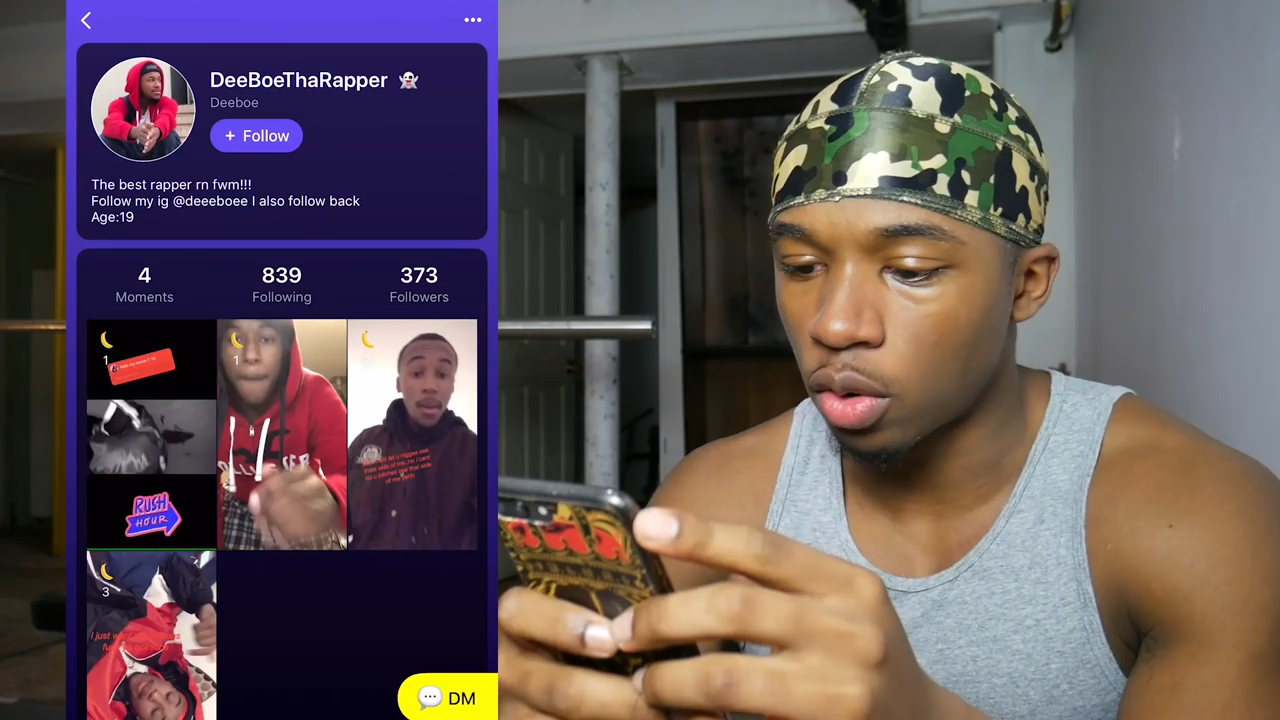 DeeBoeThaRapper 👻
Deeboe
+ Follow
The best rapper rn fwm!!!
Follow my ig @deeeboee I also follow back
Age:19
4
Moments
839
Following
373
Followers
1
1
RUSH
HOUR
3
I just
DM